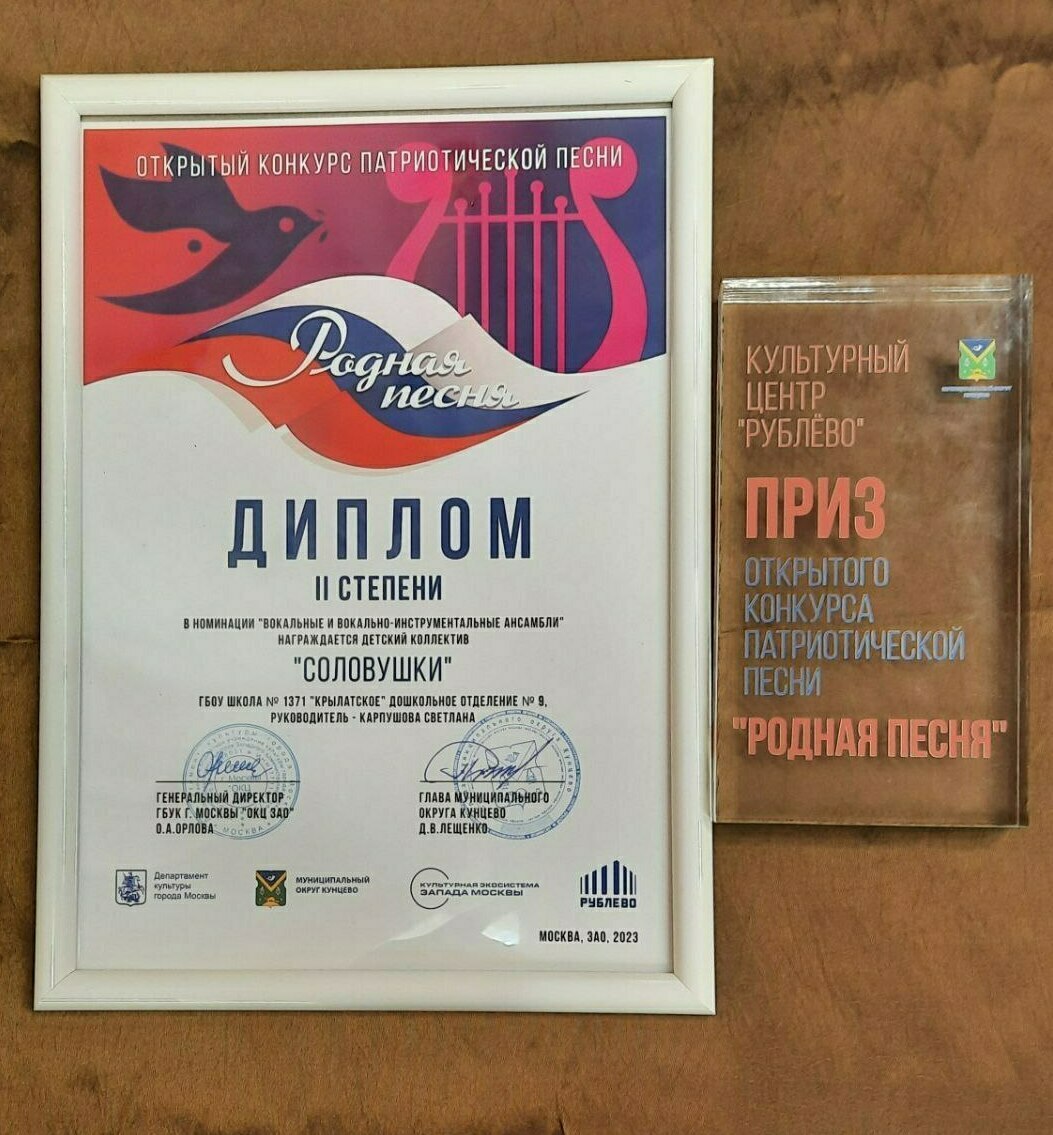 ОТКРЫТЫЙ КОНКУРС ПАТРИОТИЧЕСКОЙ ПЕСНИ
Родная
песня
ДИПЛОМ
II СТЕПЕНИ
В НОМИНАЦИИ "ВОКАЛЬНЫЕ И ВОКАЛЬНО-ИНСТРУМЕНТАЛЬНЫЕ АНСАМБЛИ"
НАГРАЖДАЕТСЯ ДЕТСКИЙ КОЛЛЕКТИВ
"СОЛОВУШКИ"
ГБОУ ШКОЛА № 1371 "КРЫЛАТСКОЕ" ДОШКОЛЬНОЕ ОТДЕЛЕНИЕ № 9,
РУКОВОДИТЕЛЬ - КАРПУШОВА СВЕТЛАНА
ГЕНЕРАЛЬНЫЙ ДИРЕКТОР
ГБУК Г. МОСКВЫ "ОКЦ ЗАО"
О.А.ОРЛОВА
МОСКВА
ГЛАВА МУНИЦИПАЛЬНОГО
ОКРУГА КУНЦЕВО
Д.В.ЛЕЩЕНКО
Департамент
культуры
города Москвы
МУНИЦИПАЛЬНЫЙ
ОКРУГ КУНЦЕВО
КУЛЬТУРНАЯ ЭКОСИСТЕМА
ЗАПАДА МОСКВЫ
РУБЛЕВО
МОСКВА, ЗАО, 2023
КУЛЬТУРНЫЙ
ЦЕНТР
"РУБЛЁВО"
ПРИЗ
ОТКРЫТОГО
КОНКУРСА
ПАТРИОТИЧЕСКОЙ
ПЕСНИ
"РОДНАЯ ПЕСНЯ"